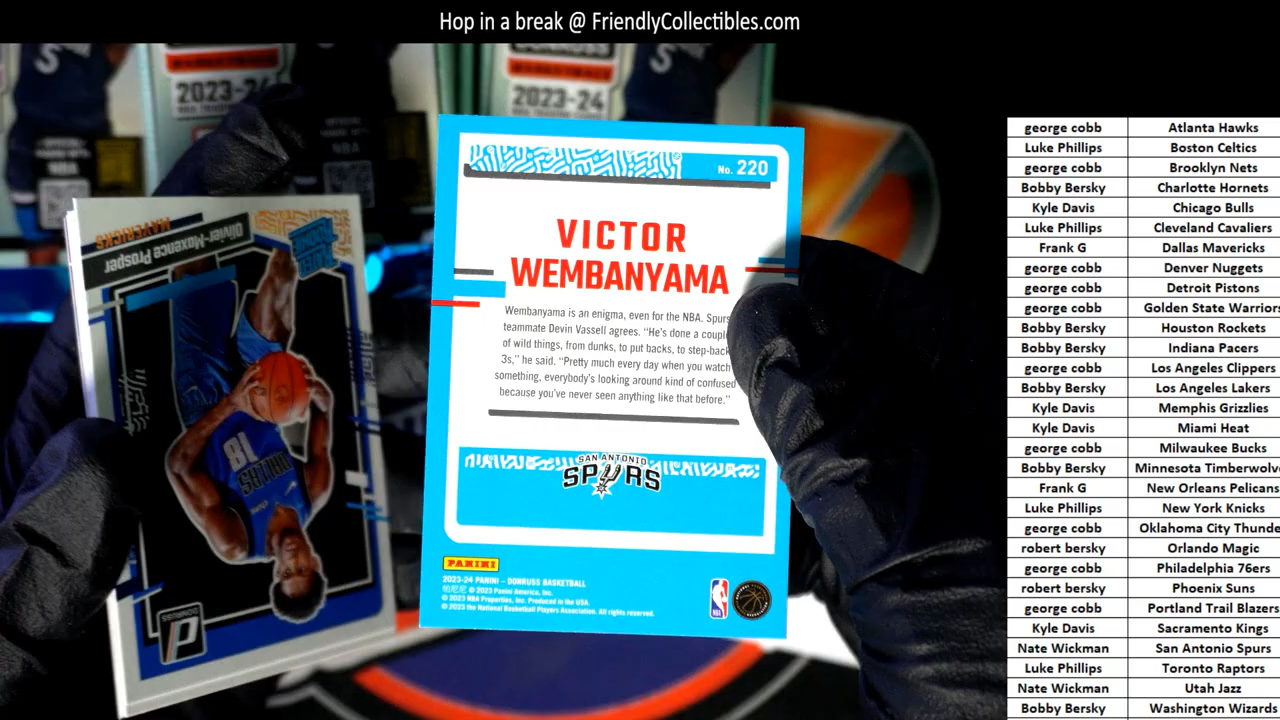 Hop in a break @ FriendlyCollectibles.com
2023-24
2023-24
No. 220
VICTOR
WEMBANYAMA
Wembanyama is an enigma, even for the NBA. Spurs
teammate Devin Vassell agrees. "He's done a coupl
of wild things, from dunks, to put backs, to step-back
3s," he said. "Pretty much every day when you watch
something, everybody's looking around kind of confused
because you've never seen anything like that before."
SAN ANTONIO
SPURS
PANINI
2023-24 PANINI – DONRUSS BASKETBALL
帕尼尼 © 2023 Panini America, Inc.
© 2023 NBA Properties, Inc. Produced in the USA.
© 2023 the National Basketball Players Association. All rights reserved.
MAVERICKS
Olivier-Maxence Prosper
RATED ROOKIE
DALLAS
18
DONRUSS
george cobb Atlanta Hawks
Luke Phillips Boston Celtics
george cobb Brooklyn Nets
Bobby Bersky Charlotte Hornets
Kyle Davis Chicago Bulls
Luke Phillips Cleveland Cavaliers
Frank G Dallas Mavericks
george cobb Denver Nuggets
george cobb Detroit Pistons
george cobb Golden State Warriors
Bobby Bersky Houston Rockets
Bobby Bersky Indiana Pacers
george cobb Los Angeles Clippers
Bobby Bersky Los Angeles Lakers
Kyle Davis Memphis Grizzlies
Kyle Davis Miami Heat
george cobb Milwaukee Bucks
Bobby Bersky Minnesota Timberwolv
Frank G New Orleans Pelicans
Luke Phillips New York Knicks
george cobb Oklahoma City Thunde
robert bersky Orlando Magic
george cobb Philadelphia 76ers
robert bersky Phoenix Suns
george cobb Portland Trail Blazers
Kyle Davis Sacramento Kings
Nate Wickman San Antonio Spurs
Luke Phillips Toronto Raptors
Nate Wickman Utah Jazz
Bobby Bersky Washington Wizards